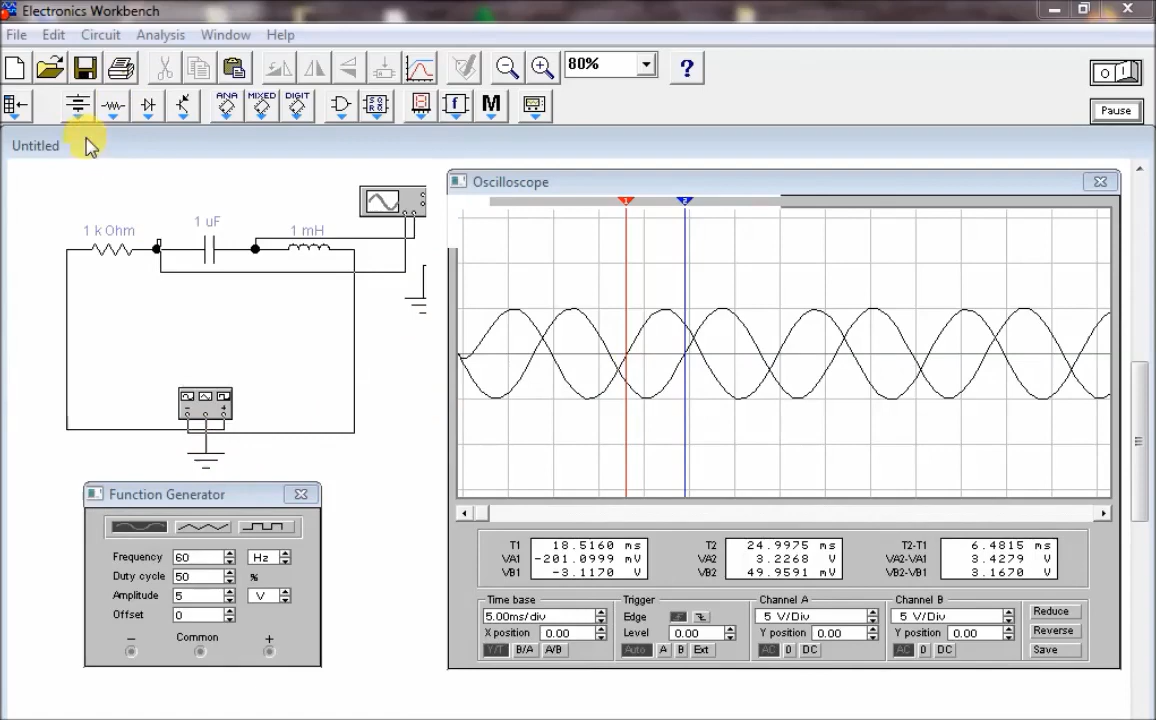 Electronics Workbench
File Edit Circuit Analysis Window Help
80% ?
O I
ANA MIXED DIGIT
f M
Pause
Untitled
Oscilloscope
1 2
1 uF
1 k Ohm
1 mH
Function Generator
Frequency 60 Hz
Duty cycle 50 %
Amplitude 5 V
Offset 0
− Common +
T1 18.5160 ms
VA1 -201.0999 mV
VB1 -3.1170 V
T2 24.9975 ms
VA2 3.2268 V
VB2 49.9591 mV
T2-T1 6.4815 ms
VA2-VA1 3.4279 V
VB2-VB1 3.1670 V
Time base
5.00ms/div
X position 0.00
Y/T B/A A/B
Trigger
Edge
Level 0.00
Auto A B Ext
Channel A
5 V/Div
Y position 0.00
AC 0 DC
Channel B
5 V/Div
Y position 0.00
AC 0 DC
Reduce
Reverse
Save